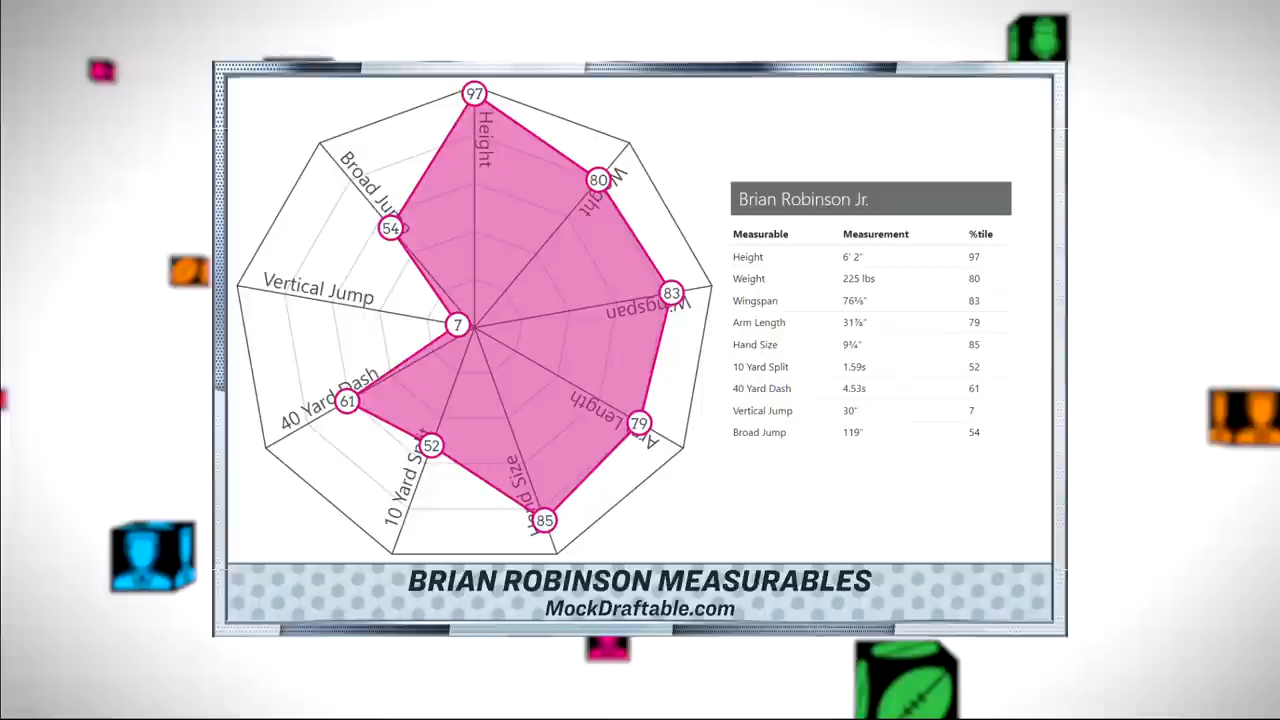 97
Height
80
Weight
83
Wingspan
79
Arm Length
85
Hand Size
52
10 Yard Split
61
40 Yard Dash
7
Vertical Jump
54
Broad Jump
Brian Robinson Jr.
Measurable Measurement %tile
Height 6' 2" 97
Weight 225 lbs 80
Wingspan 76⅝" 83
Arm Length 31⅞" 79
Hand Size 9¾" 85
10 Yard Split 1.59s 52
40 Yard Dash 4.53s 61
Vertical Jump 30" 7
Broad Jump 119" 54
BRIAN ROBINSON MEASURABLES
MockDraftable.com